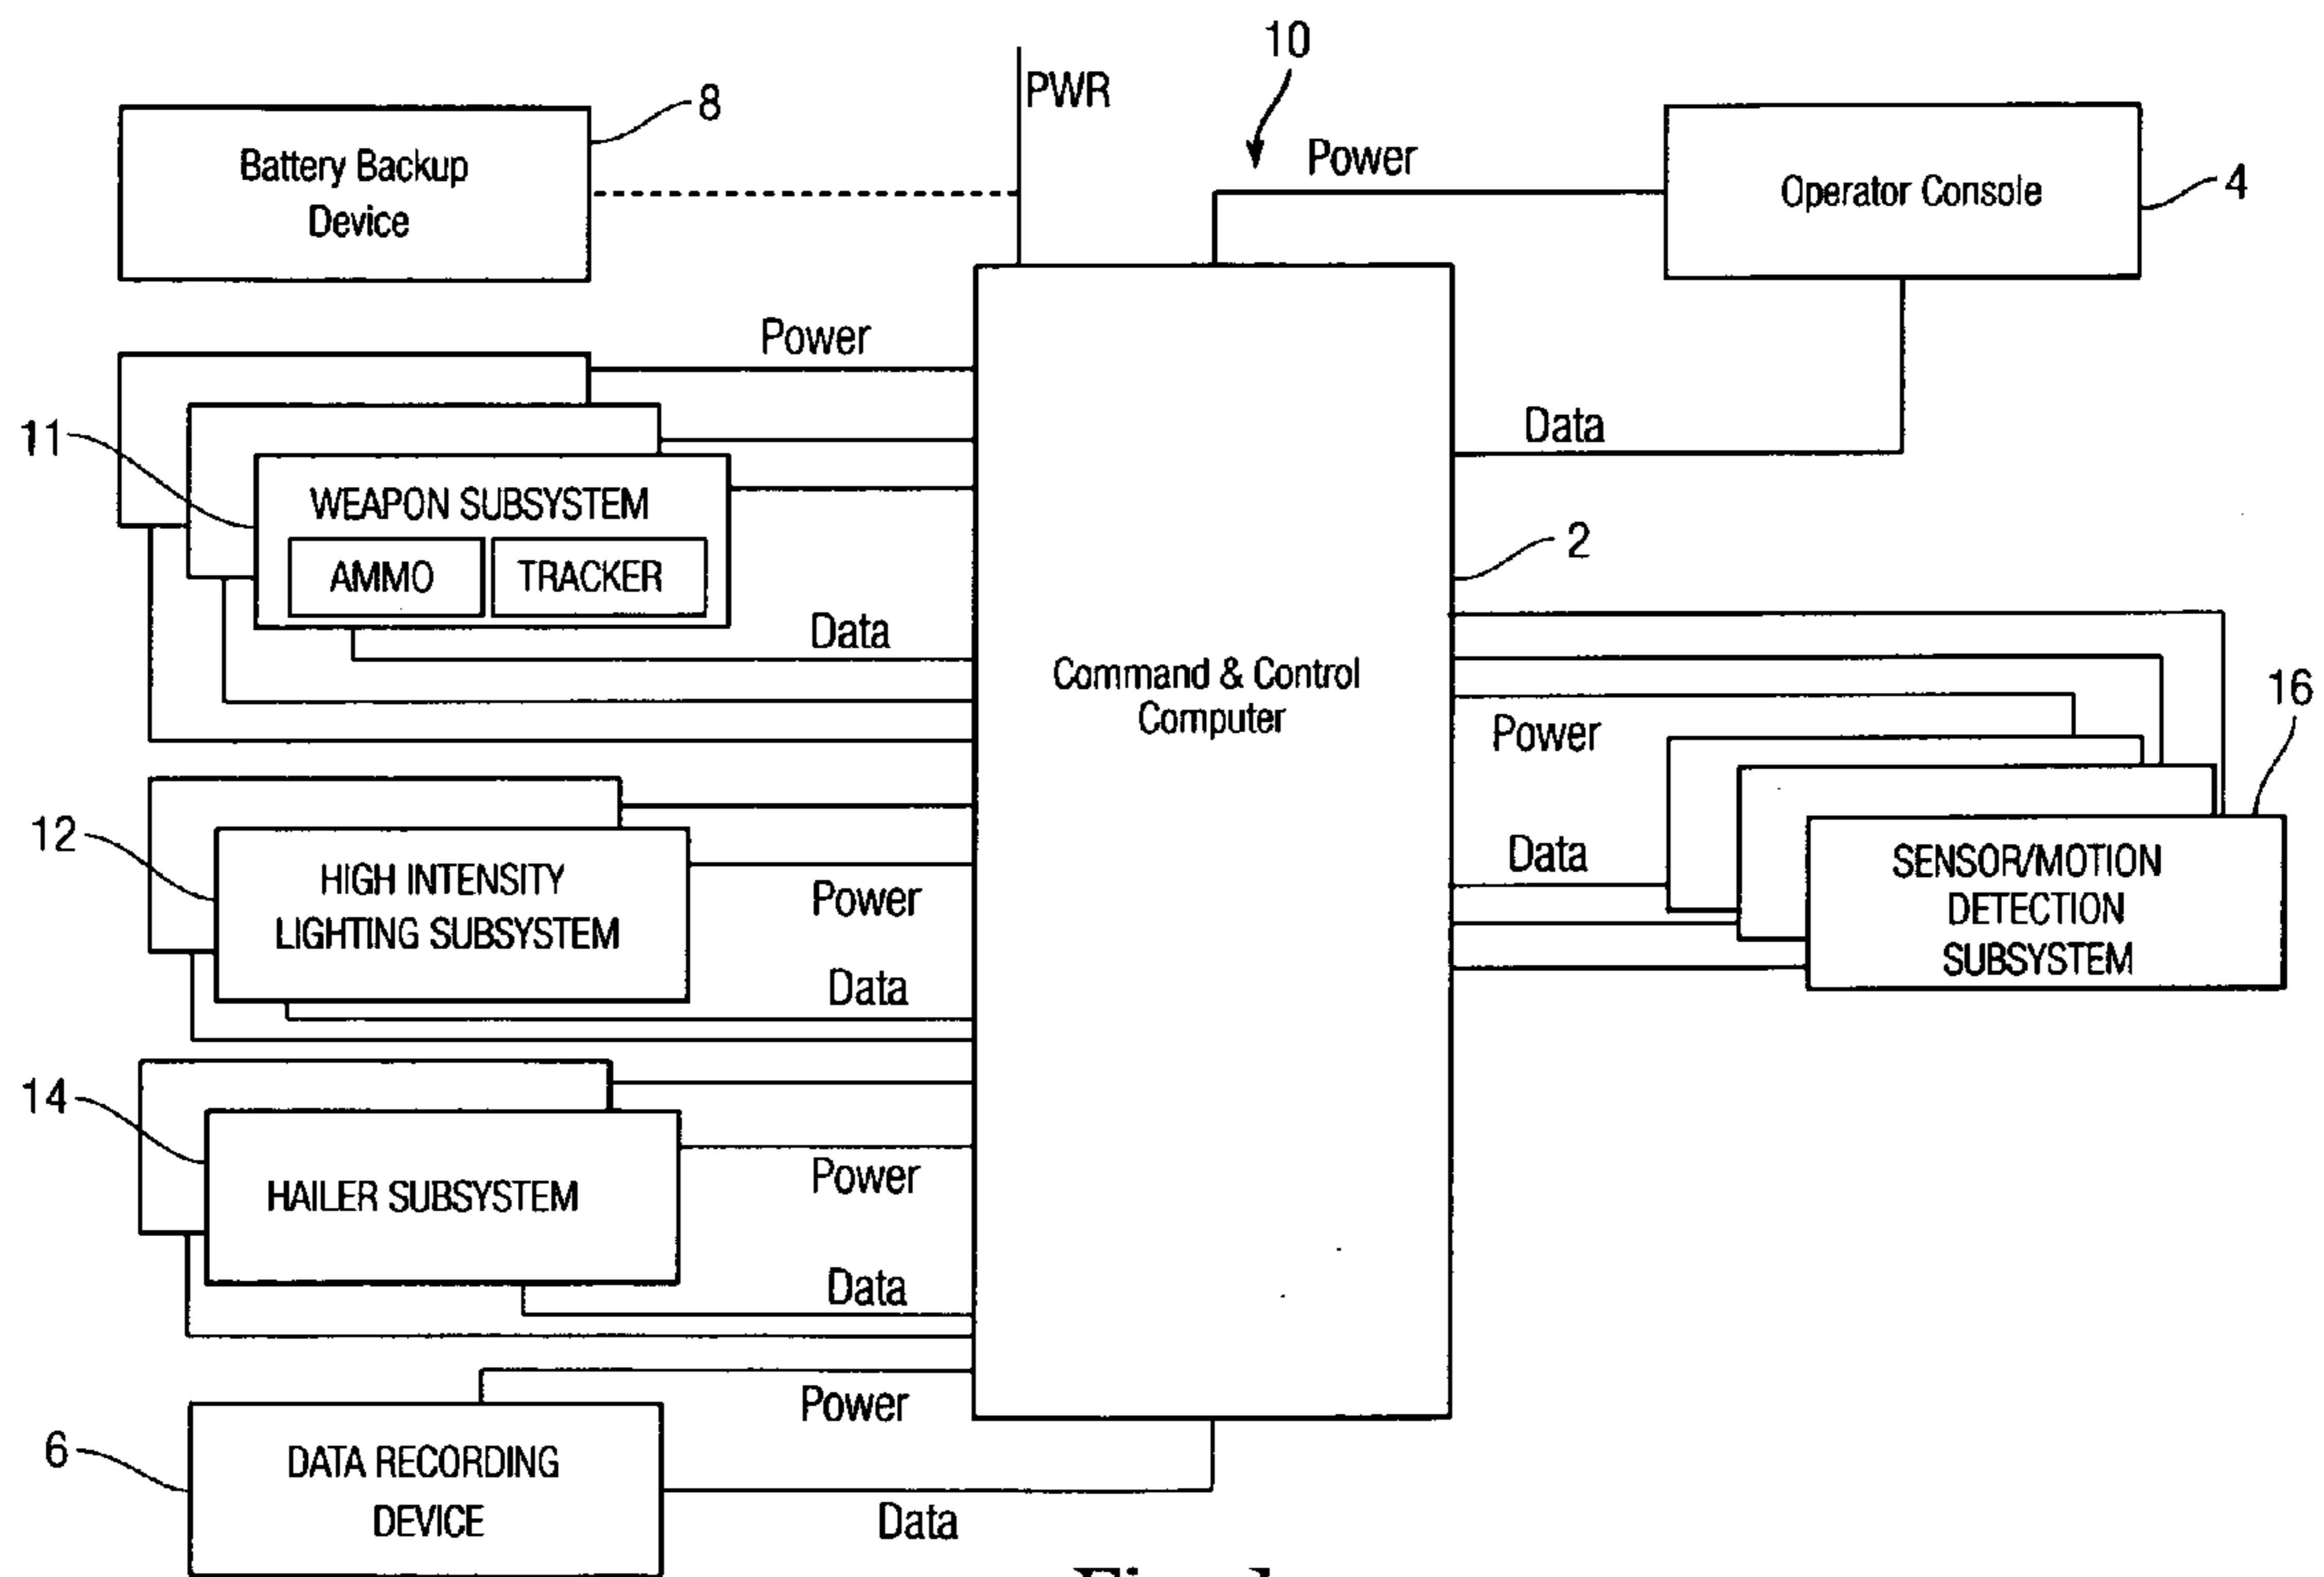 10
PWR
8
Battery Backup
Device
Power
Operator Console
4
Power
11
WEAPON SUBSYSTEM
AMMO
TRACKER
Data
Data
2
Command & Control
Computer
16
Power
12
HIGH INTENSITY
LIGHTING SUBSYSTEM
Power
Data
Data
SENSOR/MOTION
DETECTION
SUBSYSTEM
14
HAILER SUBSYSTEM
Power
Data
Power
6
DATA RECORDING
DEVICE
Data